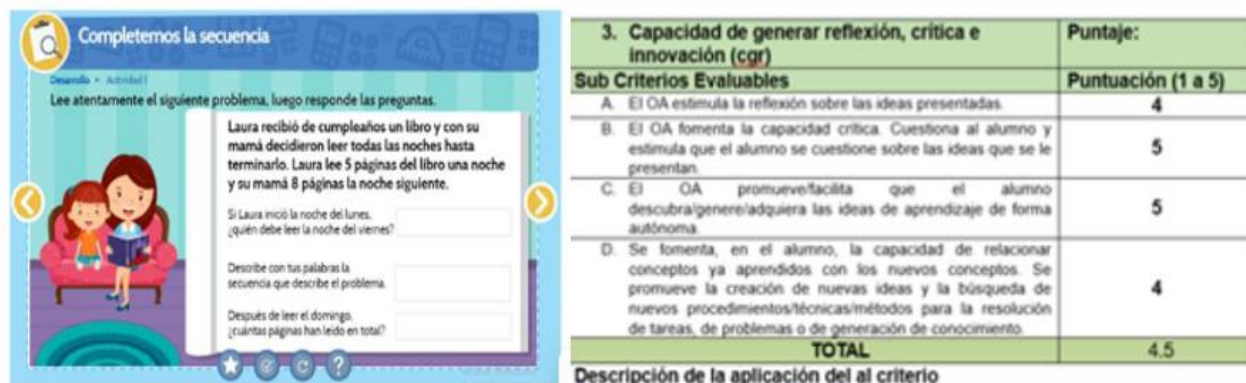 Completemos la secuencia
Desarrollo • Actividad 1
Lee atentamente el siguiente problema, luego responde las preguntas.
Laura recibió de cumpleaños un libro y con su
mamá decidieron leer todas las noches hasta
terminarlo. Laura lee 5 páginas del libro una noche
y su mamá 8 páginas la noche siguiente.
Si Laura inició la noche del lunes,
¿quién debe leer la noche del viernes?
Describe con tus palabras la
secuencia que describe el problema.
Después de leer el domingo,
¿cuántas páginas han leído en total?
?
3. Capacidad de generar reflexión, crítica e
innovación (cgr)
Puntaje:
Sub Criterios Evaluables
Puntuación (1 a 5)
A. El OA estimula la reflexión sobre las ideas presentadas.
4
B. El OA fomenta la capacidad crítica. Cuestiona al alumno y
estimula que el alumno se cuestione sobre las ideas que se le
presentan.
5
C. El OA promueve/facilita que el alumno
descubra/genere/adquiera las ideas de aprendizaje de forma
autónoma.
5
D. Se fomenta, en el alumno, la capacidad de relacionar
conceptos ya aprendidos con los nuevos conceptos. Se
promueve la creación de nuevas ideas y la búsqueda de
nuevos procedimientos/técnicas/métodos para la resolución
de tareas, de problemas o de generación de conocimiento.
4
TOTAL
4.5
Descripción de la aplicación del al criterio